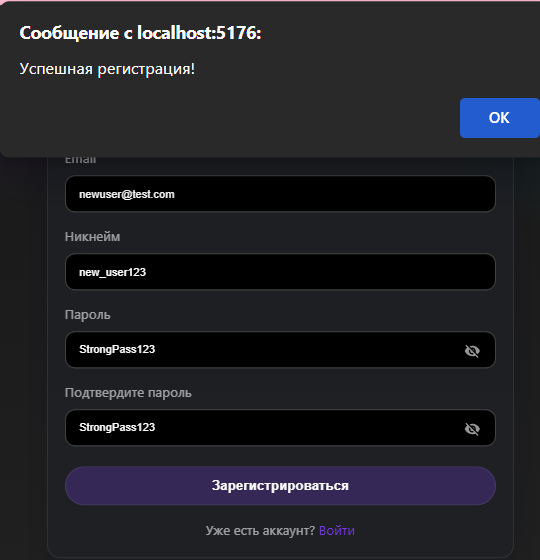 Сообщение с localhost:5176:
Успешная регистрация!
ОК
Email
newuser@test.com
Никнейм
new_user123
Пароль
StrongPass123
Подтвердите пароль
StrongPass123
Зарегистрироваться
Уже есть аккаунт? Войти